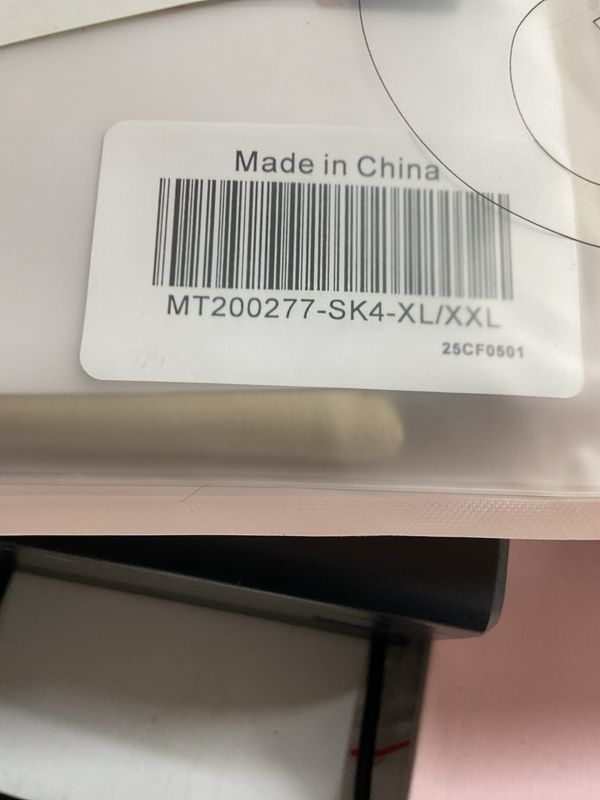 Made in China
MT200277-SK4-XL/XXL
25CF0501